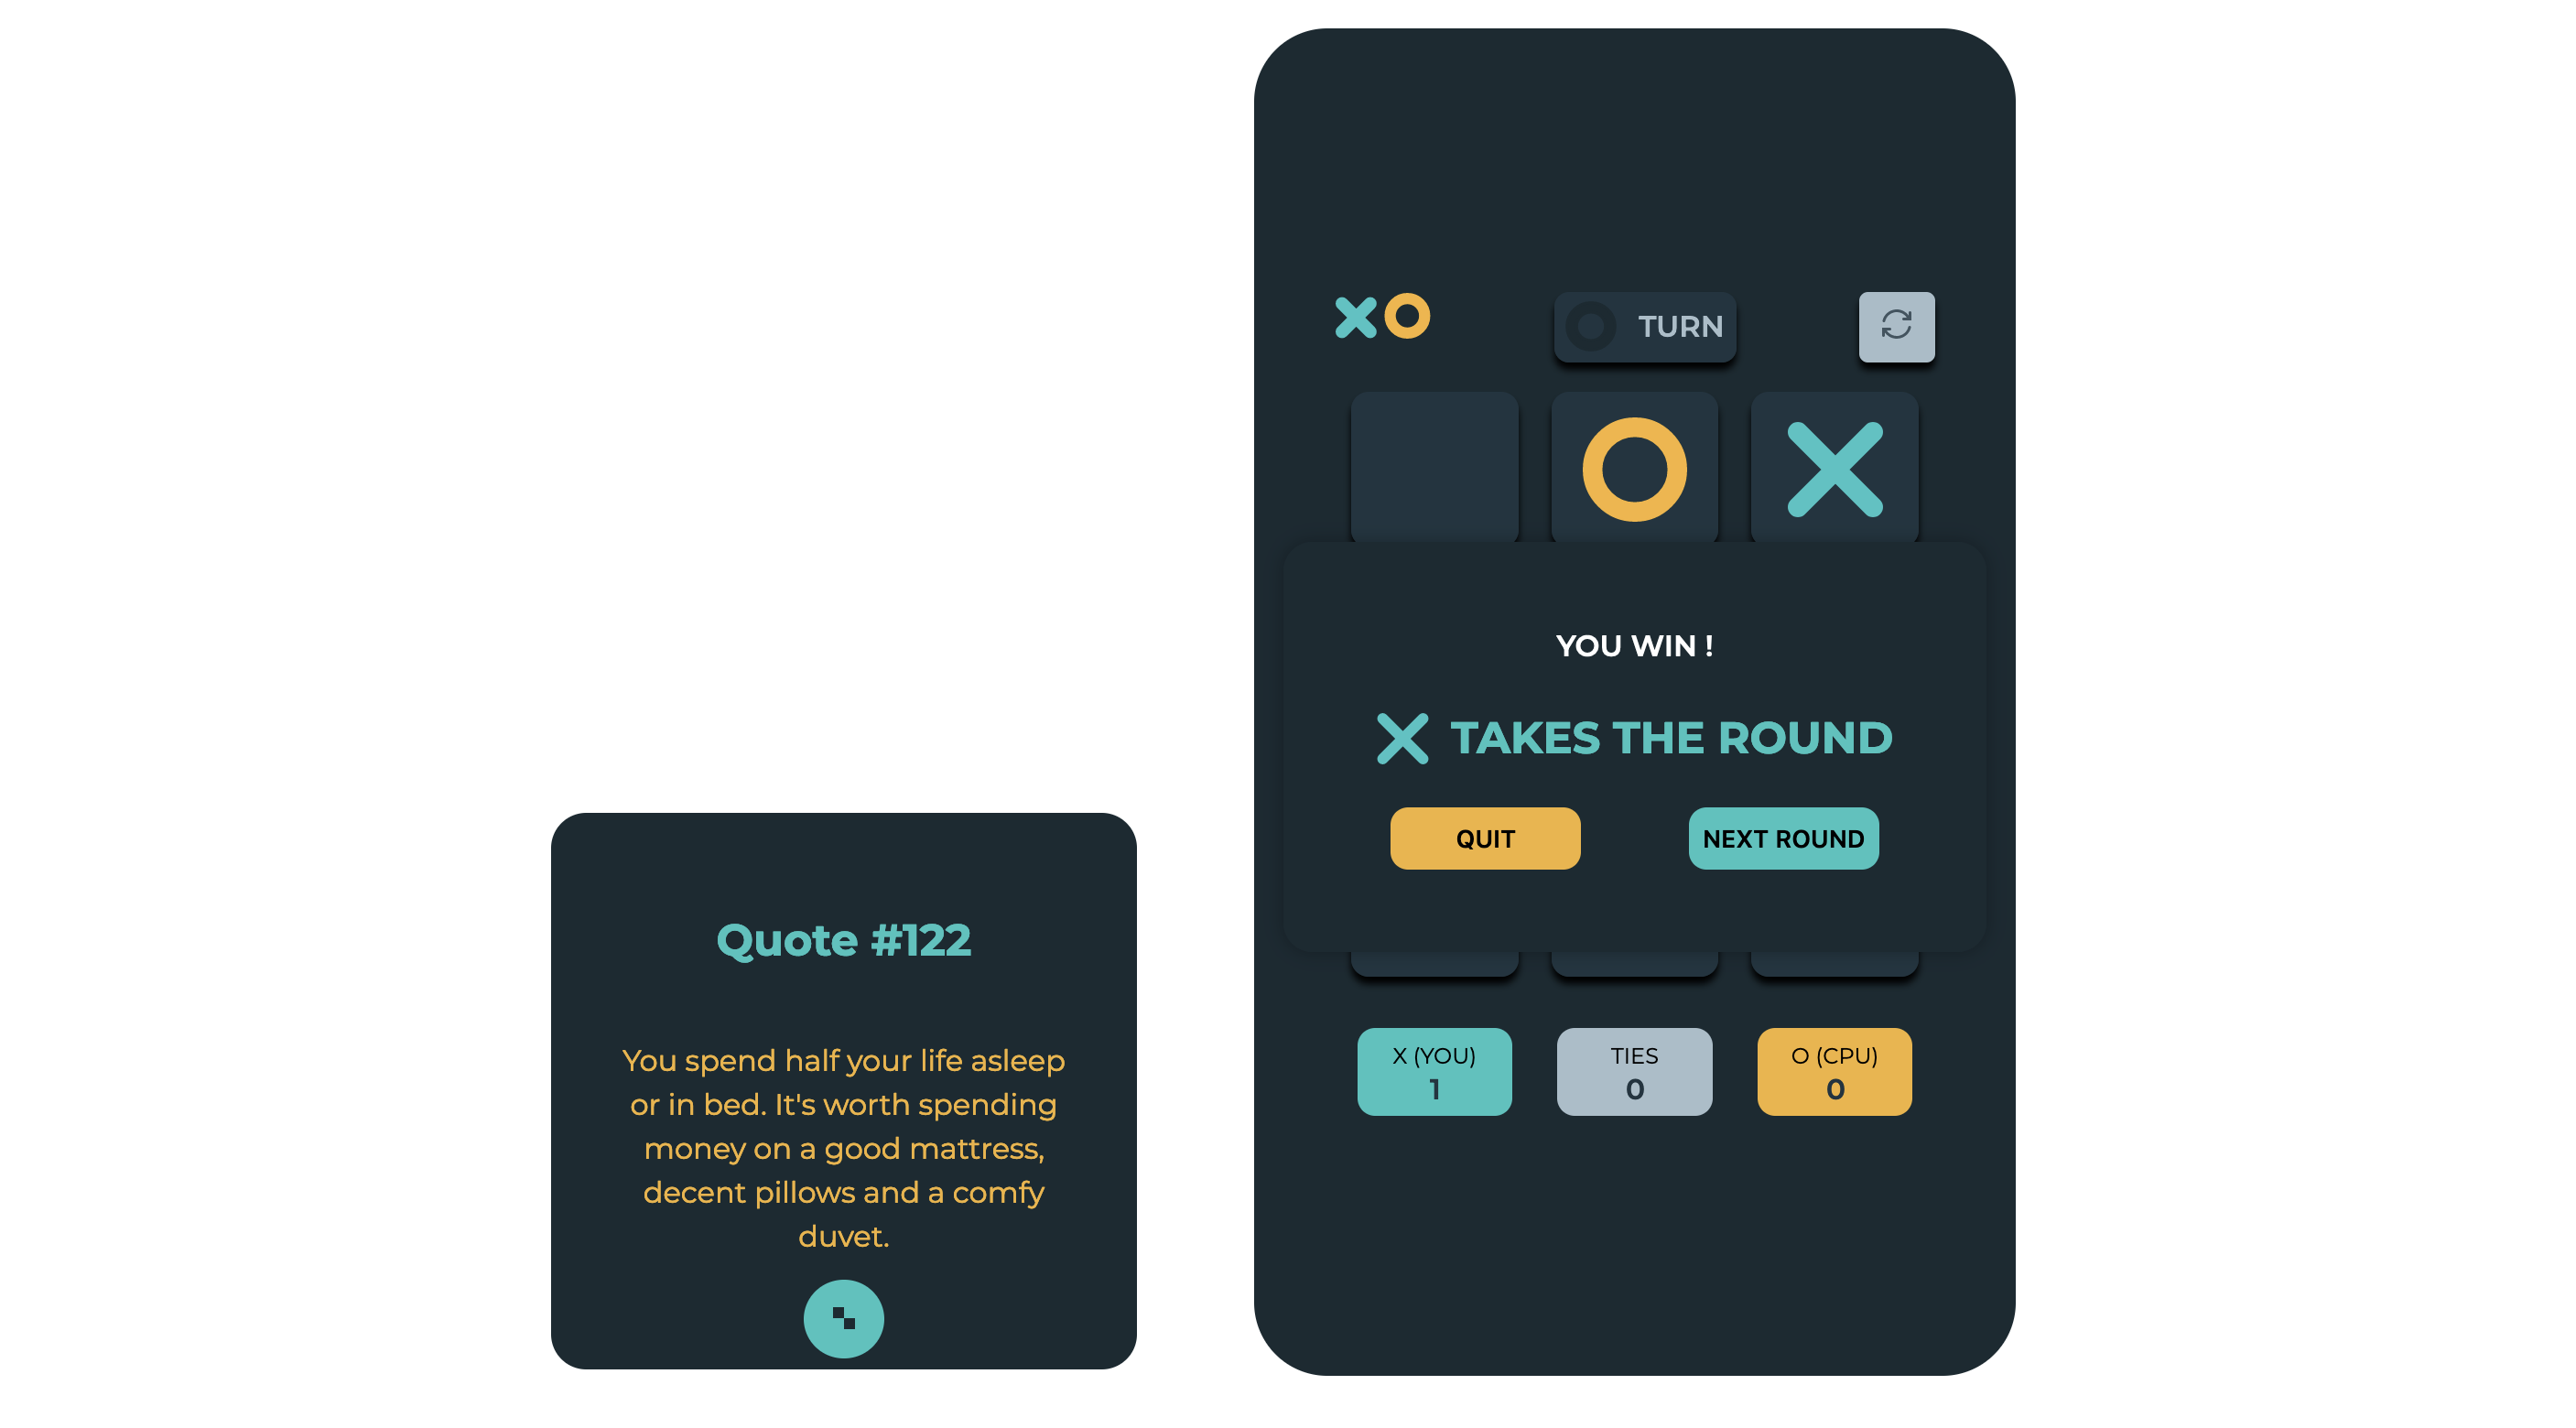 Quote #122
You spend half your life asleep
or in bed. It's worth spending
money on a good mattress,
decent pillows and a comfy
duvet.
XO
O TURN
O X
YOU WIN !
X TAKES THE ROUND
QUIT
NEXT ROUND
X (YOU)
1
TIES
0
O (CPU)
0